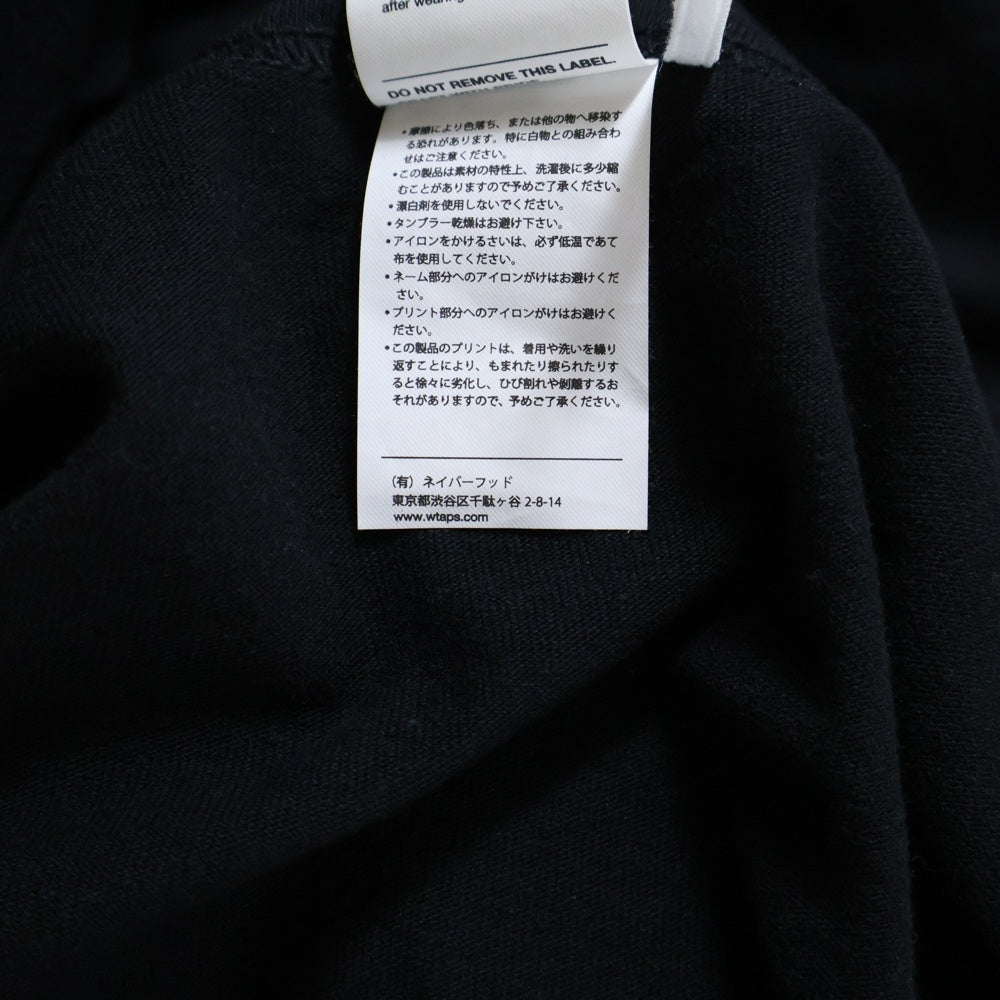 after wearing
DO NOT REMOVE THIS LABEL.
・摩擦により色落ち、または他の物へ移染す
る恐れがあります。特に白物との組み合わ
せはご注意ください。
・この製品は素材の特性上、洗濯後に多少縮
むことがありますので予めご了承ください。
・漂白剤を使用しないでください。
・タンブラー乾燥はお避け下さい。
・アイロンをかけるさいは、必ず低温であて
布を使用してください。
・ネーム部分へのアイロンがけはお避けくだ
さい。
・プリント部分へのアイロンがけはお避けく
ださい。
・この製品のプリントは、着用や洗いを繰り
返すことにより、もまれたり擦られたりす
ると徐々に劣化し、ひび割れや剝離するお
それがありますので、予めご了承ください。
（有）ネイバーフッド
東京都渋谷区千駄ヶ谷 2-8-14
www.wtaps.com